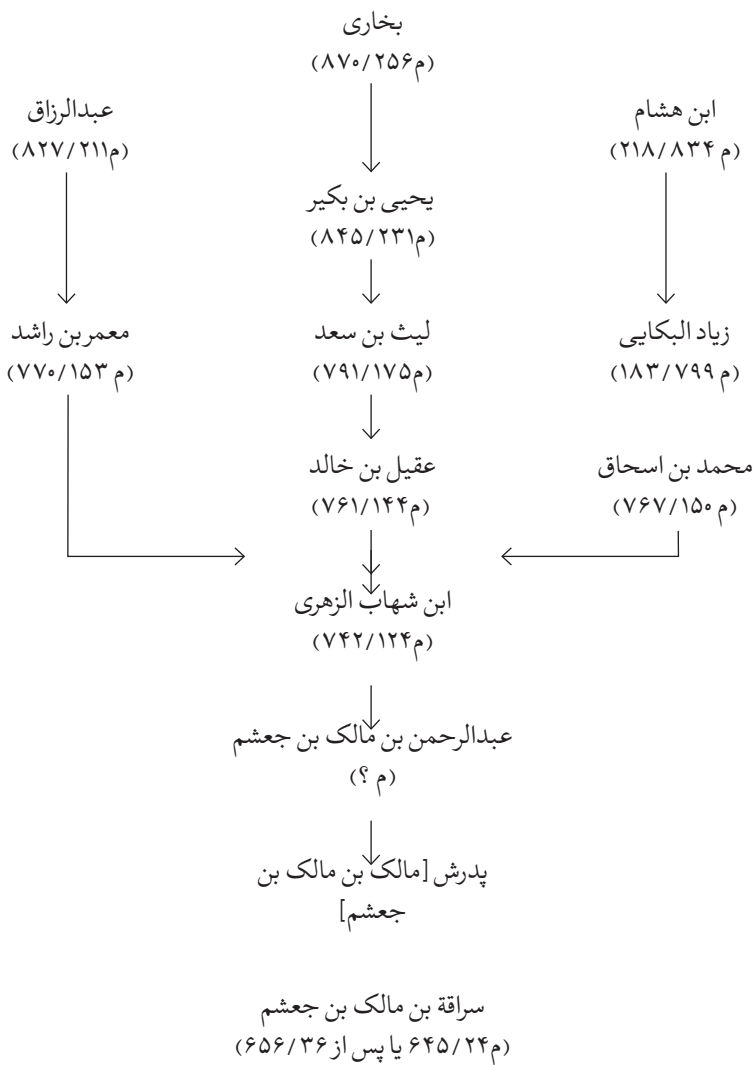 بخاری
(م۲۵۶/۸۷۰)
ابن هشام
(م ۸۳۴/۲۱۸)
عبدالرزاق
(م۲۱۱/۸۲۷)
یحیی بن بکیر
(م۲۳۱/۸۴۵)
زیاد البکایی
(م ۷۹۹/۱۸۳)
لیث بن سعد
(م۱۷۵/۷۹۱)
معمربن راشد
(م ۱۵۳/۷۷۰)
محمد بن اسحاق
(م ۱۵۰/۷۶۷)
عقیل بن خالد
(م۱۴۴/۷۶۱)
ابن شهاب الزهری
(م۱۲۴/۷۴۲)
عبدالرحمن بن مالک بن جعشم
(م ؟)
پدرش [مالک بن مالک بن
جعشم]
سراقة بن مالک بن جعشم
(م۲۴/۶۴۵ یا پس از ۳۶/۶۵۶)